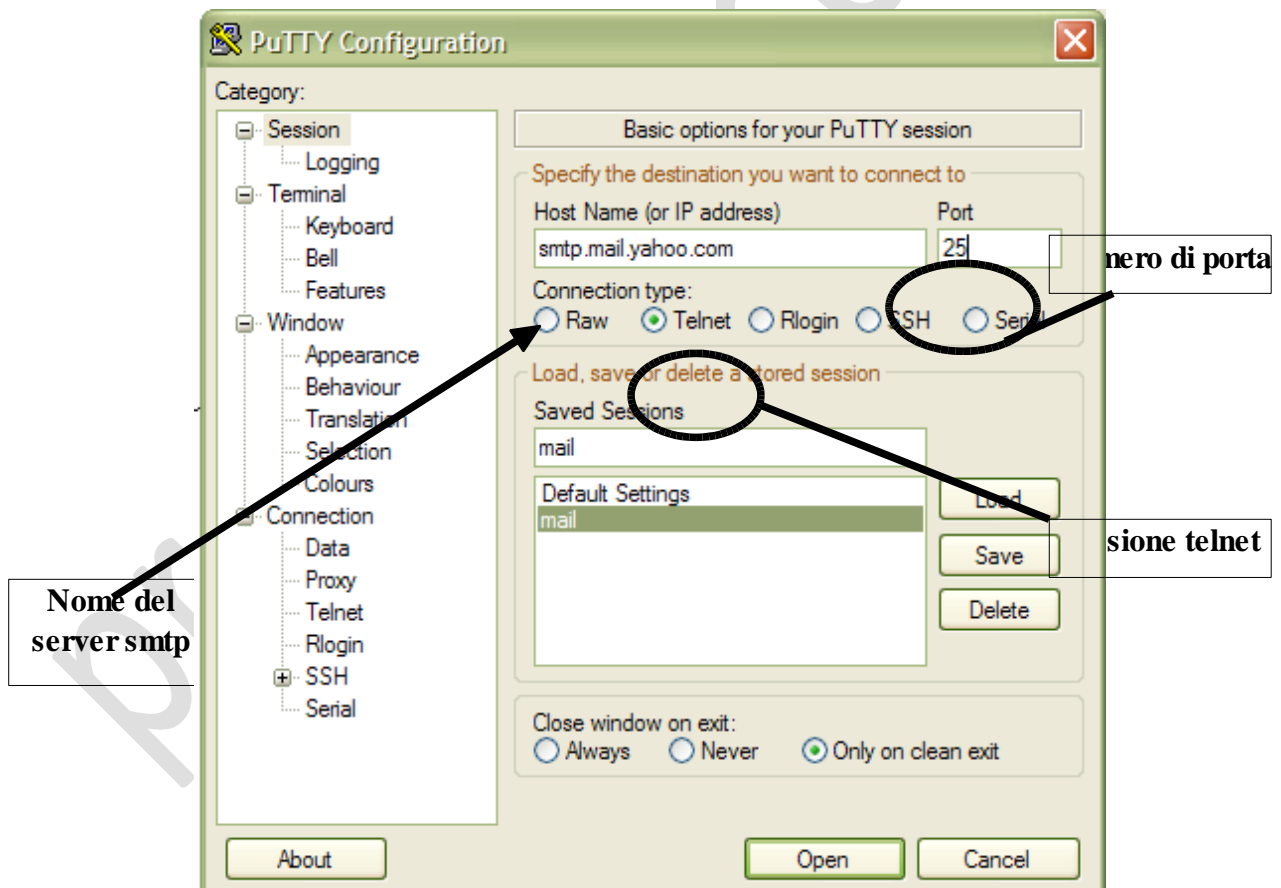 PuTTY Configuration
Category:
Session
Logging
Terminal
Keyboard
Bell
Features
Window
Appearance
Behaviour
Translation
Selection
Colours
Connection
Data
Proxy
Telnet
Rlogin
SSH
Serial
Basic options for your PuTTY session
Specify the destination you want to connect to
Host Name (or IP address) Port
smtp.mail.yahoo.com 25
Connection type:
Raw Telnet Rlogin SSH Serial
Load, save or delete a stored session
Saved Sessions
mail
Default Settings
mail
Load
Save
Delete
Close window on exit:
Always Never Only on clean exit
About Open Cancel
mero di porta
sione telnet
Nome del
server smtp